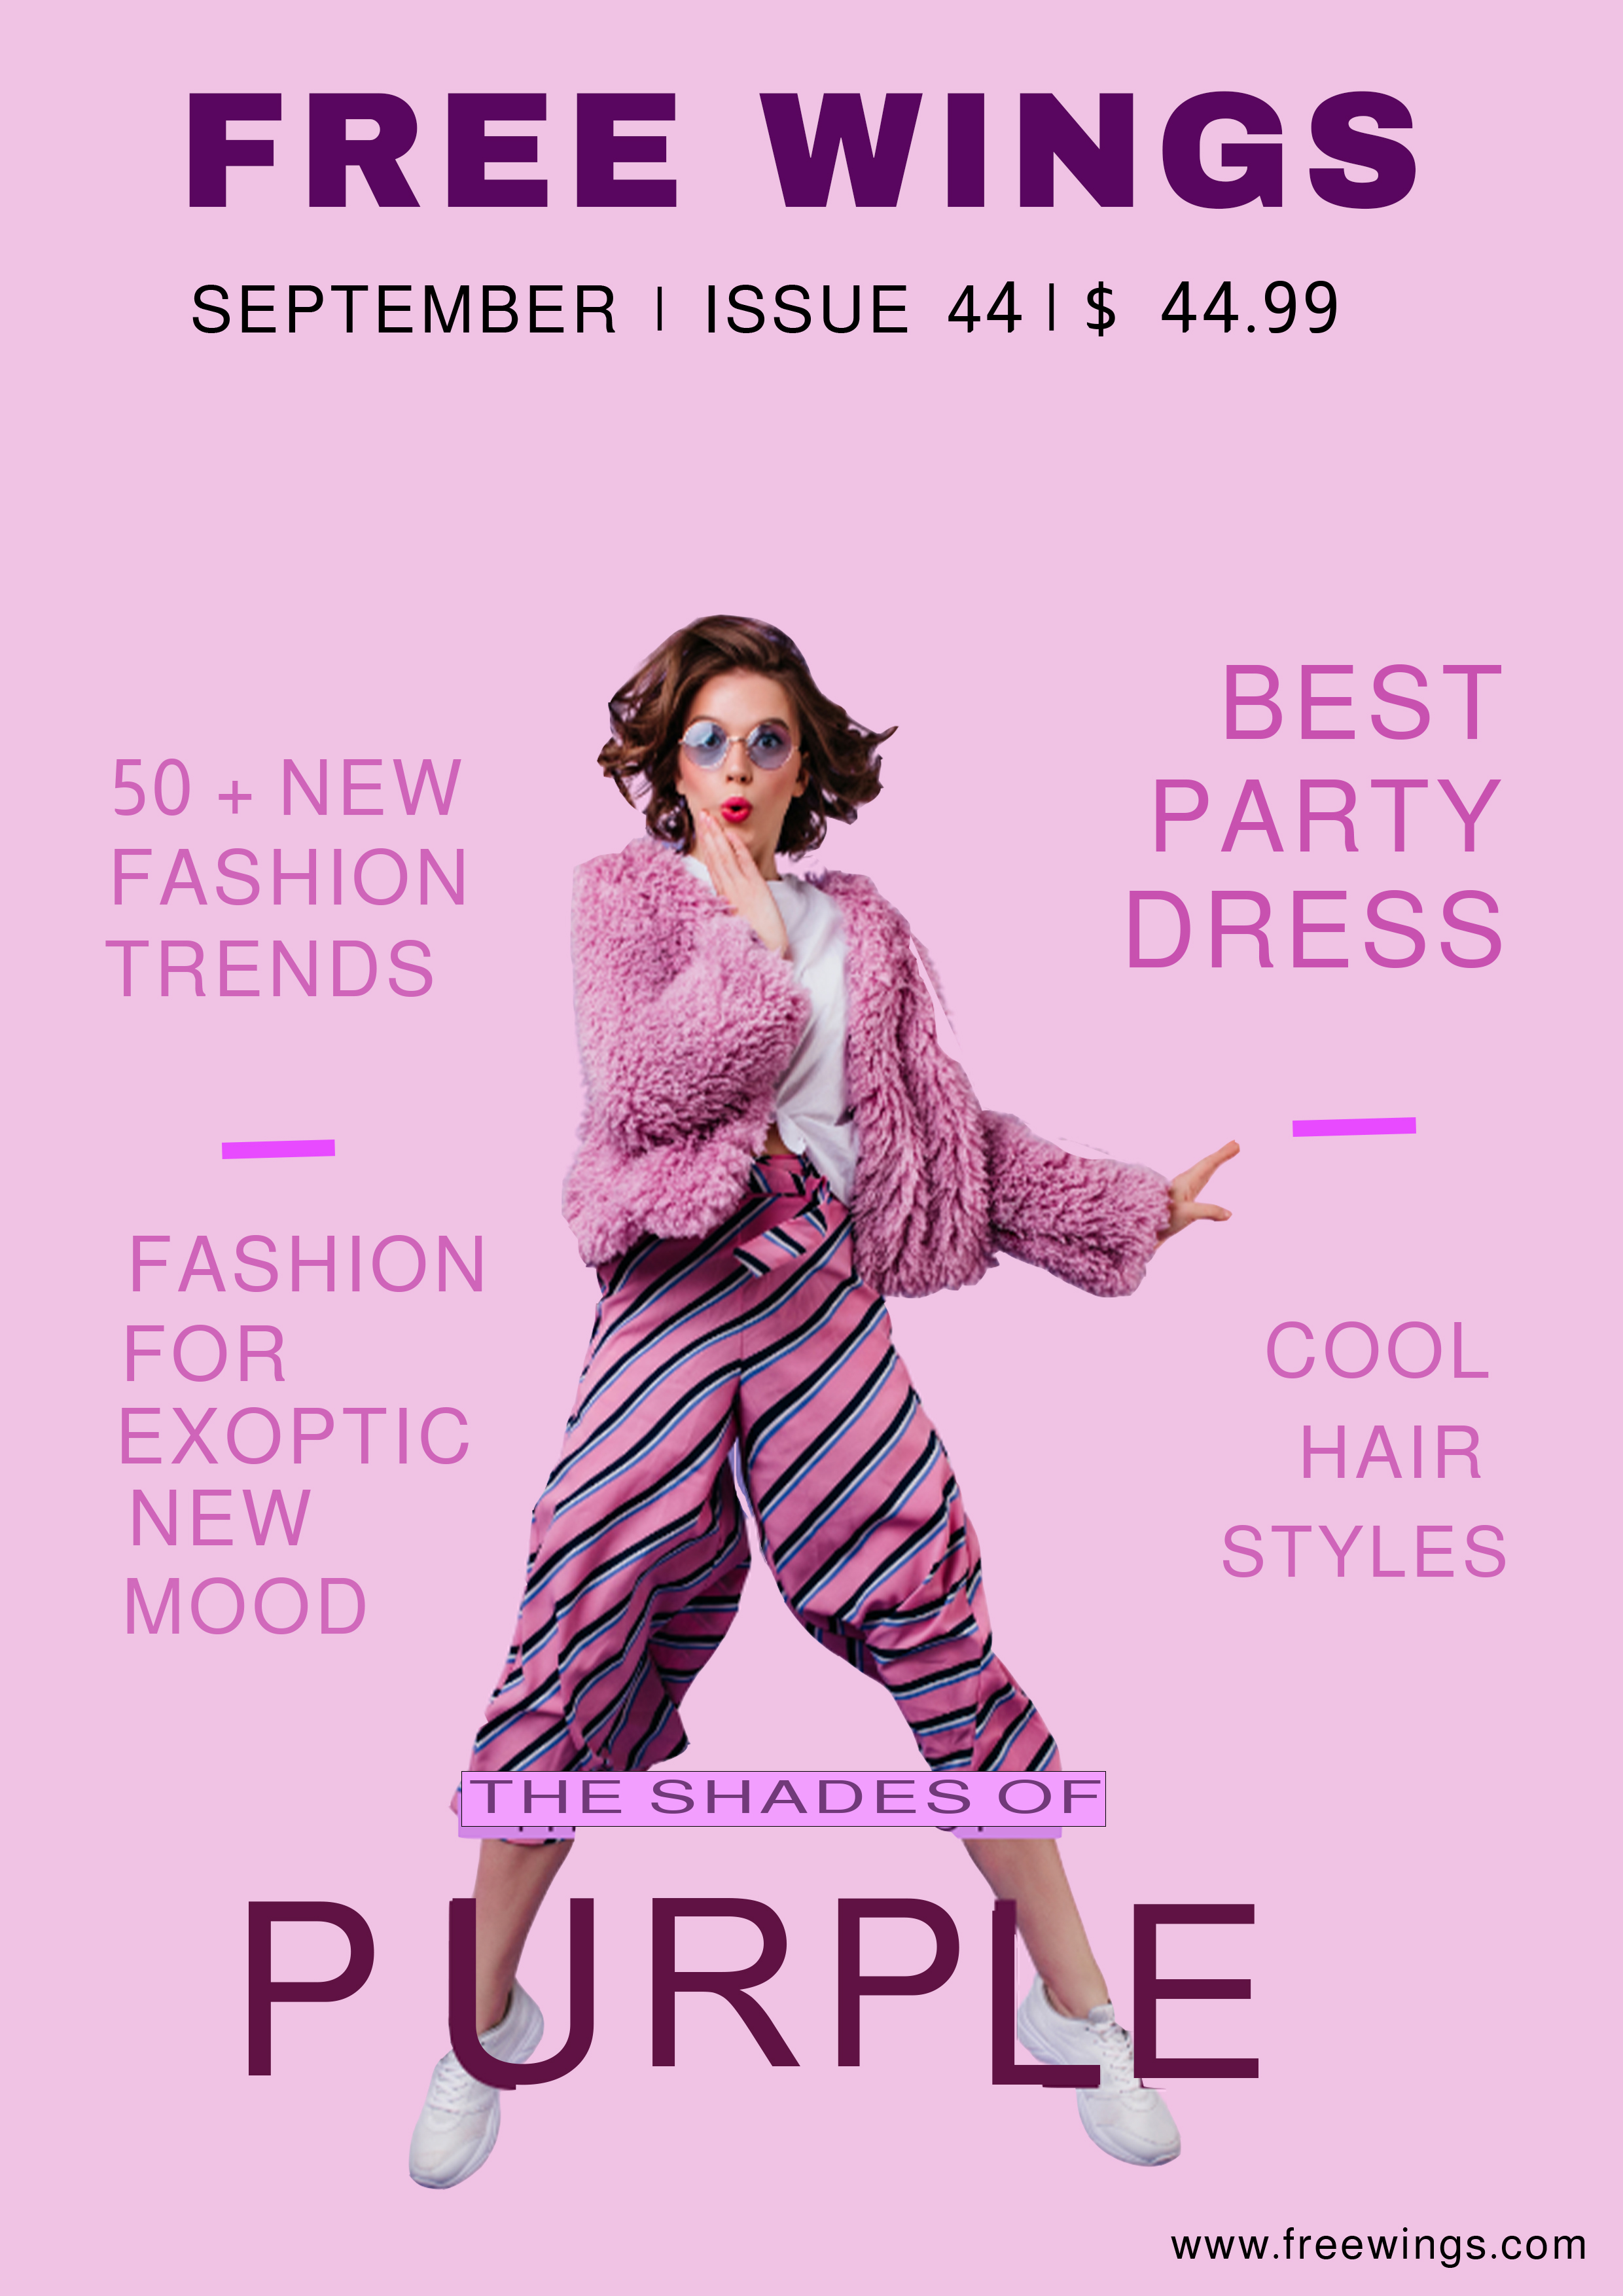 FREE WINGS
SEPTEMBER | ISSUE 44 | $ 44.99
50 + NEW
FASHION
TRENDS
FASHION
FOR
EXOPTIC
NEW
MOOD
BEST
PARTY
DRESS
COOL
HAIR
STYLES
THE SHADES OF
PURPLE
www.freewings.com